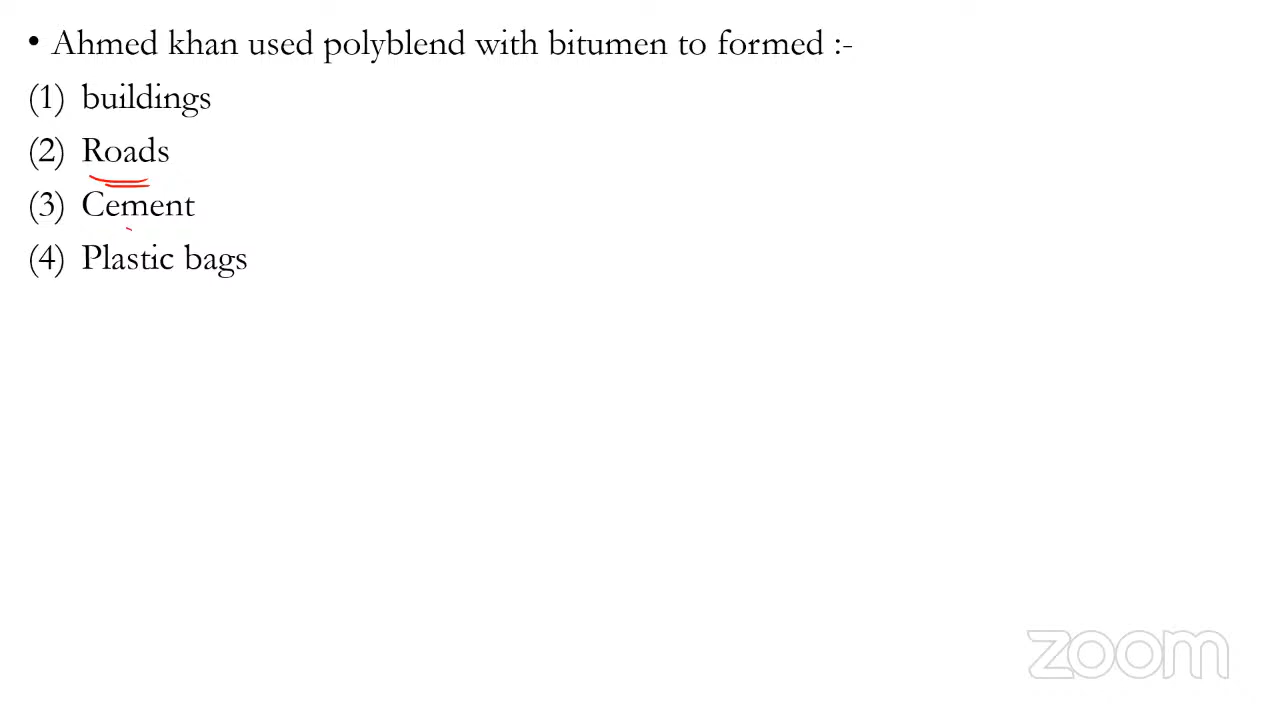 • Ahmed khan used polyblend with bitumen to formed :-
(1) buildings
(2) Roads
(3) Cement
(4) Plastic bags
zoom